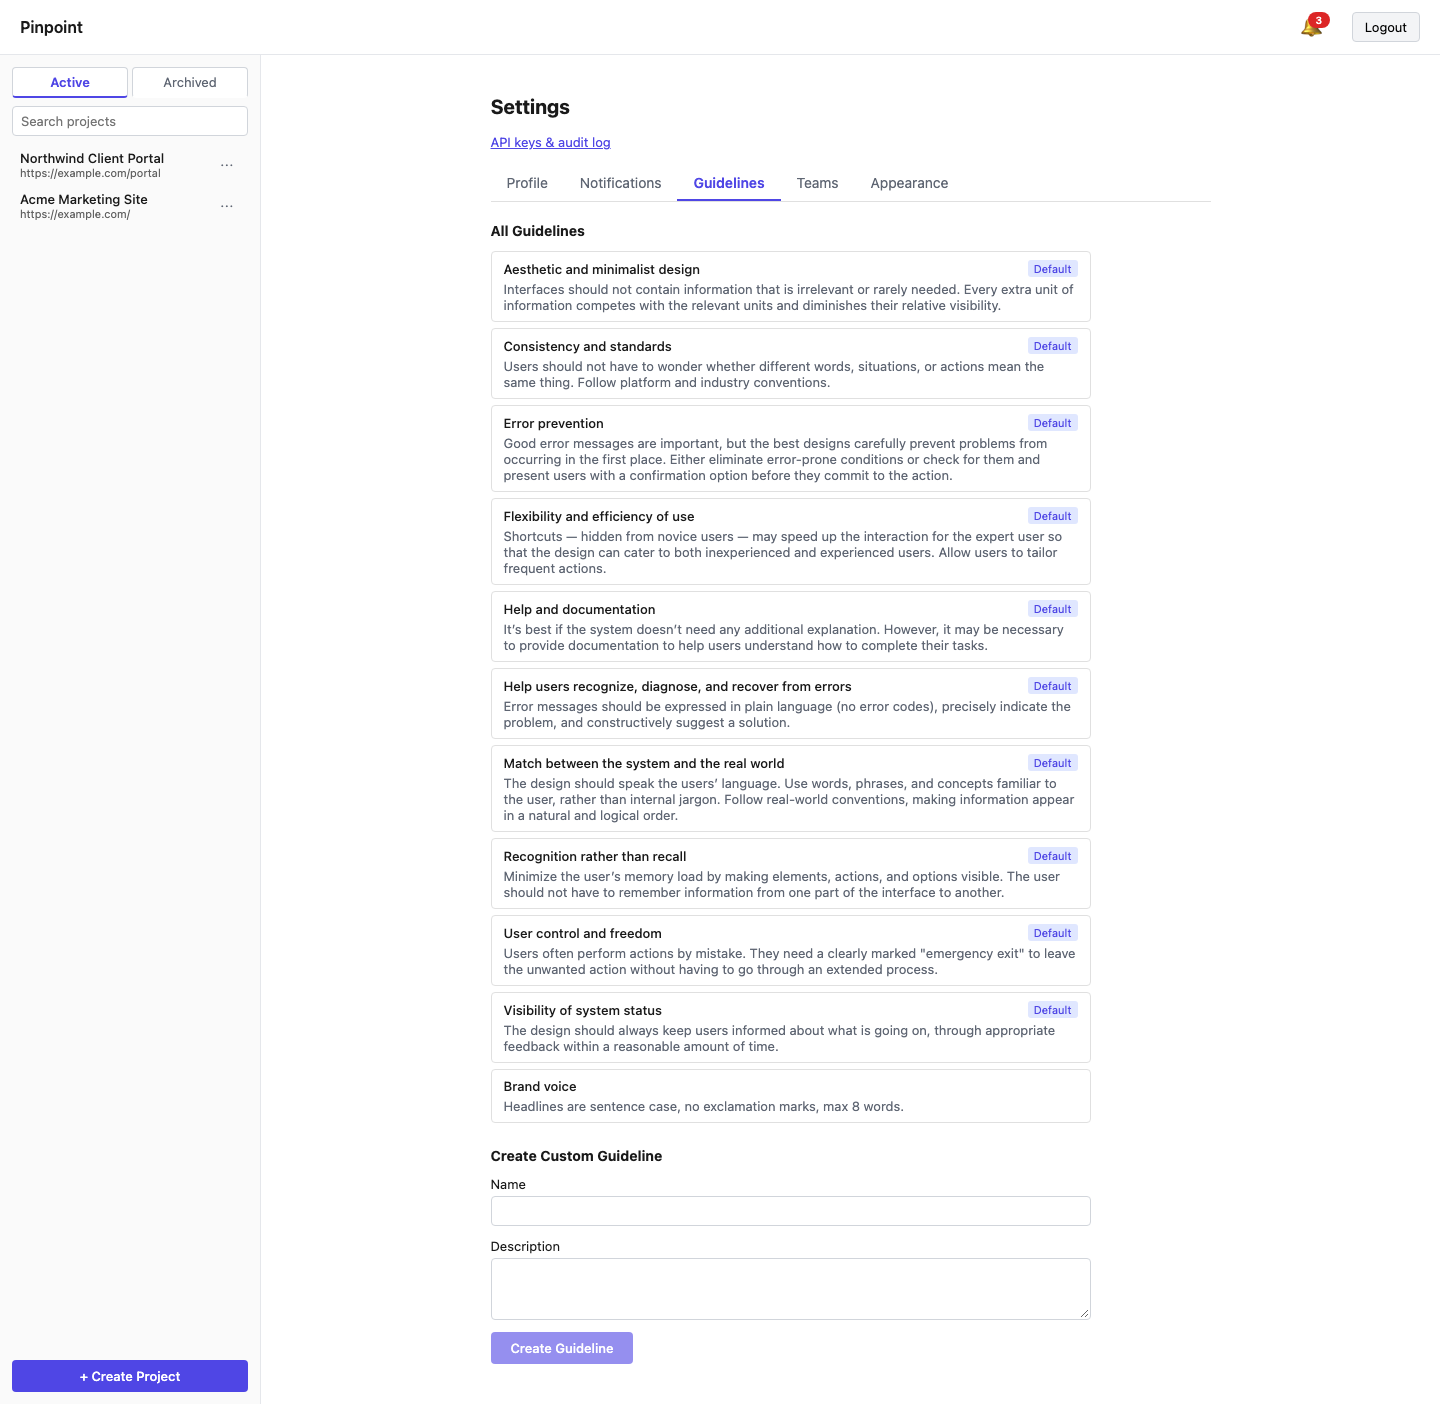 Pinpoint
3
Logout
Active
Archived
Search projects
Northwind Client Portal
...
https://example.com/portal
Acme Marketing Site
...
https://example.com/
+ Create Project
Settings
API keys & audit log
Profile
Notifications
Guidelines
Teams
Appearance
All Guidelines
Aesthetic and minimalist design
Default
Interfaces should not contain information that is irrelevant or rarely needed. Every extra unit of
information competes with the relevant units and diminishes their relative visibility.
Consistency and standards
Default
Users should not have to wonder whether different words, situations, or actions mean the
same thing. Follow platform and industry conventions.
Error prevention
Default
Good error messages are important, but the best designs carefully prevent problems from
occurring in the first place. Either eliminate error-prone conditions or check for them and
present users with a confirmation option before they commit to the action.
Flexibility and efficiency of use
Default
Shortcuts — hidden from novice users — may speed up the interaction for the expert user so
that the design can cater to both inexperienced and experienced users. Allow users to tailor
frequent actions.
Help and documentation
Default
It’s best if the system doesn’t need any additional explanation. However, it may be necessary
to provide documentation to help users understand how to complete their tasks.
Help users recognize, diagnose, and recover from errors
Default
Error messages should be expressed in plain language (no error codes), precisely indicate the
problem, and constructively suggest a solution.
Match between the system and the real world
Default
The design should speak the users’ language. Use words, phrases, and concepts familiar to
the user, rather than internal jargon. Follow real-world conventions, making information appear
in a natural and logical order.
Recognition rather than recall
Default
Minimize the user’s memory load by making elements, actions, and options visible. The user
should not have to remember information from one part of the interface to another.
User control and freedom
Default
Users often perform actions by mistake. They need a clearly marked "emergency exit" to leave
the unwanted action without having to go through an extended process.
Visibility of system status
Default
The design should always keep users informed about what is going on, through appropriate
feedback within a reasonable amount of time.
Brand voice
Headlines are sentence case, no exclamation marks, max 8 words.
Create Custom Guideline
Name
Description
Create Guideline